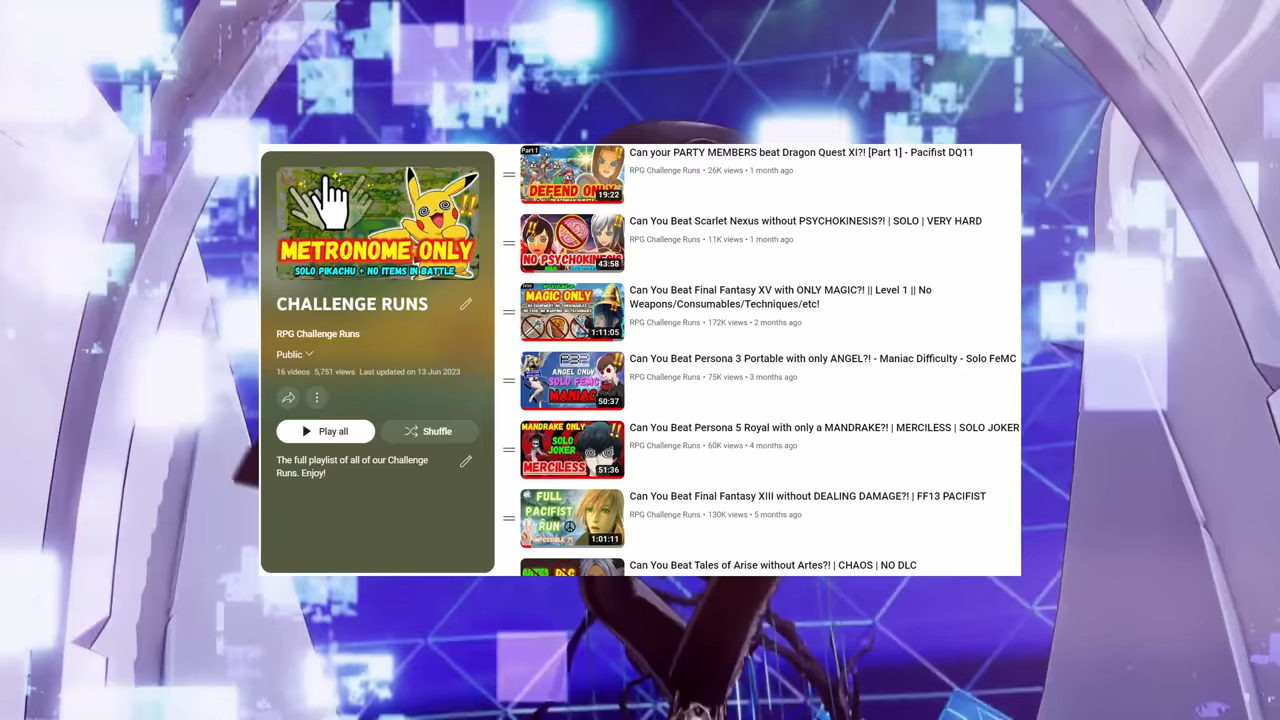 METRONOME ONLY
SOLO PIKACHU + NO ITEMS IN BATTLE
CHALLENGE RUNS
RPG Challenge Runs
Public
16 videos 5,751 views Last updated on 13 Jun 2023
Play all
Shuffle
The full playlist of all of our Challenge
Runs. Enjoy!
Part 1
DEFEND ONLY
19:22
Can your PARTY MEMBERS beat Dragon Quest XI?! [Part 1] - Pacifist DQ11
RPG Challenge Runs • 26K views • 1 month ago
NO PSYCHOKINESIS
43:58
Can You Beat Scarlet Nexus without PSYCHOKINESIS?! | SOLO | VERY HARD
RPG Challenge Runs • 11K views • 1 month ago
MAGIC ONLY
1:11:05
Can You Beat Final Fantasy XV with ONLY MAGIC?! || Level 1 || No
Weapons/Consumables/Techniques/etc!
RPG Challenge Runs • 172K views • 2 months ago
P3P
ANGEL ONLY
SOLO FEMC
MANIAC
50:37
Can You Beat Persona 3 Portable with only ANGEL?! - Maniac Difficulty - Solo FeMC
RPG Challenge Runs • 75K views • 3 months ago
MANDRAKE ONLY
SOLO
JOKER
MERCILESS
51:36
Can You Beat Persona 5 Royal with only a MANDRAKE?! | MERCILESS | SOLO JOKER
RPG Challenge Runs • 60K views • 4 months ago
FULL
PACIFIST
RUN
IMPOSSIBLE ?!
1:01:11
Can You Beat Final Fantasy XIII without DEALING DAMAGE?! | FF13 PACIFIST
RPG Challenge Runs • 130K views • 5 months ago
Can You Beat Tales of Arise without Artes?! | CHAOS | NO DLC